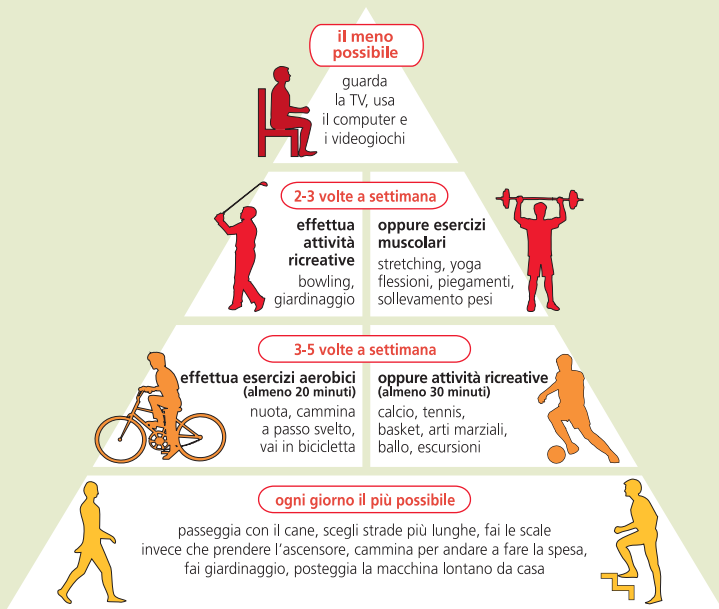 il meno
possibile
guarda
la TV, usa
il computer e
i videogiochi
2-3 volte a settimana
effettua
attività
ricreative
bowling,
giardinaggio
oppure esercizi
muscolari
stretching, yoga
flessioni, piegamenti,
sollevamento pesi
3-5 volte a settimana
effettua esercizi aerobici
(almeno 20 minuti)
nuota, cammina
a passo svelto,
vai in bicicletta
oppure attività ricreative
(almeno 30 minuti)
calcio, tennis,
basket, arti marziali,
ballo, escursioni
ogni giorno il più possibile
passeggia con il cane, scegli strade più lunghe, fai le scale
invece che prendere l'ascensore, cammina per andare a fare la spesa,
fai giardinaggio, posteggia la macchina lontano da casa